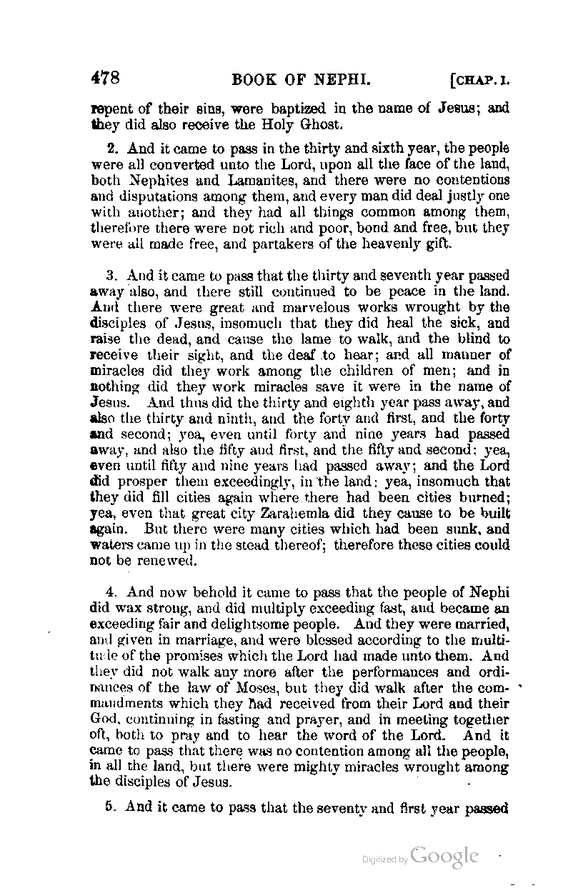 478 BOOK OF NEPHI. [CHAP. I.
repent of their sins, were baptized in the name of Jesus; and
they did also receive the Holy Ghost.
2. And it came to pass in the thirty and sixth year, the people
were all converted unto the Lord, upon all the face of the land,
both Nephites and Lamanites, and there were no contentions
and disputations among them, and every man did deal justly one
with another; and they had all things common among them,
therefore there were not rich and poor, bond and free, but they
were all made free, and partakers of the heavenly gift.
3. And it came to pass that the thirty and seventh year passed
away also, and there still continued to be peace in the land.
And there were great and marvelous works wrought by the
disciples of Jesus, insomuch that they did heal the sick, and
raise the dead, and cause the lame to walk, and the blind to
receive their sight, and the deaf to hear; and all manner of
miracles did they work among the children of men; and in
nothing did they work miracles save it were in the name of
Jesus. And thus did the thirty and eighth year pass away, and
also the thirty and ninth, and the forty and first, and the forty
and second; yea, even until forty and nine years had passed
away, and also the fifty and first, and the fifty and second; yea,
even until fifty and nine years had passed away; and the Lord
did prosper them exceedingly, in the land; yea, insomuch that
they did fill cities again where there had been cities burned;
yea, even that great city Zarahemla did they cause to be built
again. But there were many cities which had been sunk, and
waters came up in the stead thereof; therefore these cities could
not be renewed.
4. And now behold it came to pass that the people of Nephi
did wax strong, and did multiply exceeding fast, and became an
exceeding fair and delightsome people. And they were married,
and given in marriage, and were blessed according to the multi-
tude of the promises which the Lord had made unto them. And
they did not walk any more after the performances and ordi-
nances of the law of Moses, but they did walk after the com-
mandments which they had received from their Lord and their
God, continuing in fasting and prayer, and in meeting together
oft, both to pray and to hear the word of the Lord. And it
came to pass that there was no contention among all the people,
in all the land, but there were mighty miracles wrought among
the disciples of Jesus.
5. And it came to pass that the seventy and first year passed
Digitized by Google